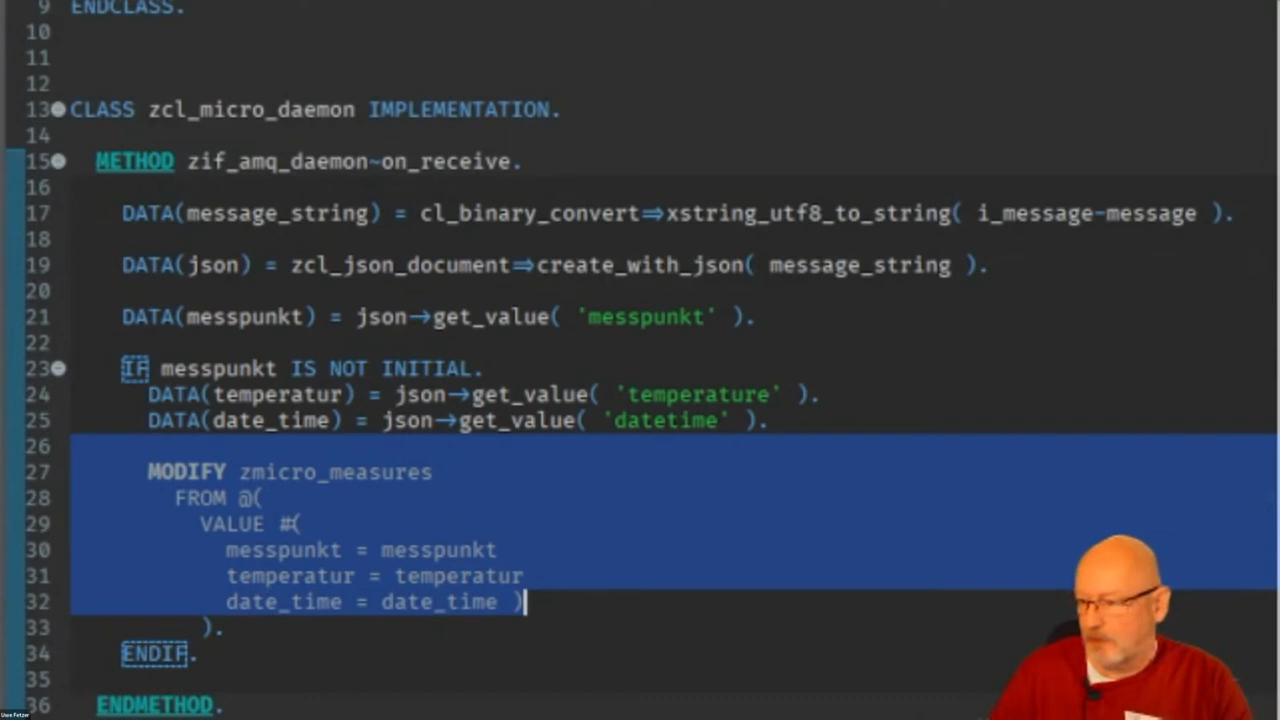 9 ENDCLASS.
10
11
12
13 CLASS zcl_micro_daemon IMPLEMENTATION.
14
15 METHOD zif_amq_daemon~on_receive.
16
17 DATA(message_string) = cl_binary_convert=>xstring_utf8_to_string( i_message-message ).
18
19 DATA(json) = zcl_json_document=>create_with_json( message_string ).
20
21 DATA(messpunkt) = json->get_value( 'messpunkt' ).
22
23 IF messpunkt IS NOT INITIAL.
24 DATA(temperatur) = json->get_value( 'temperature' ).
25 DATA(date_time) = json->get_value( 'datetime' ).
26
27 MODIFY zmicro_measures
28 FROM @(
29 VALUE #(
30 messpunkt = messpunkt
31 temperatur = temperatur
32 date_time = date_time )
33 ).
34 ENDIF.
35
36 ENDMETHOD.
Uwe Fetzer